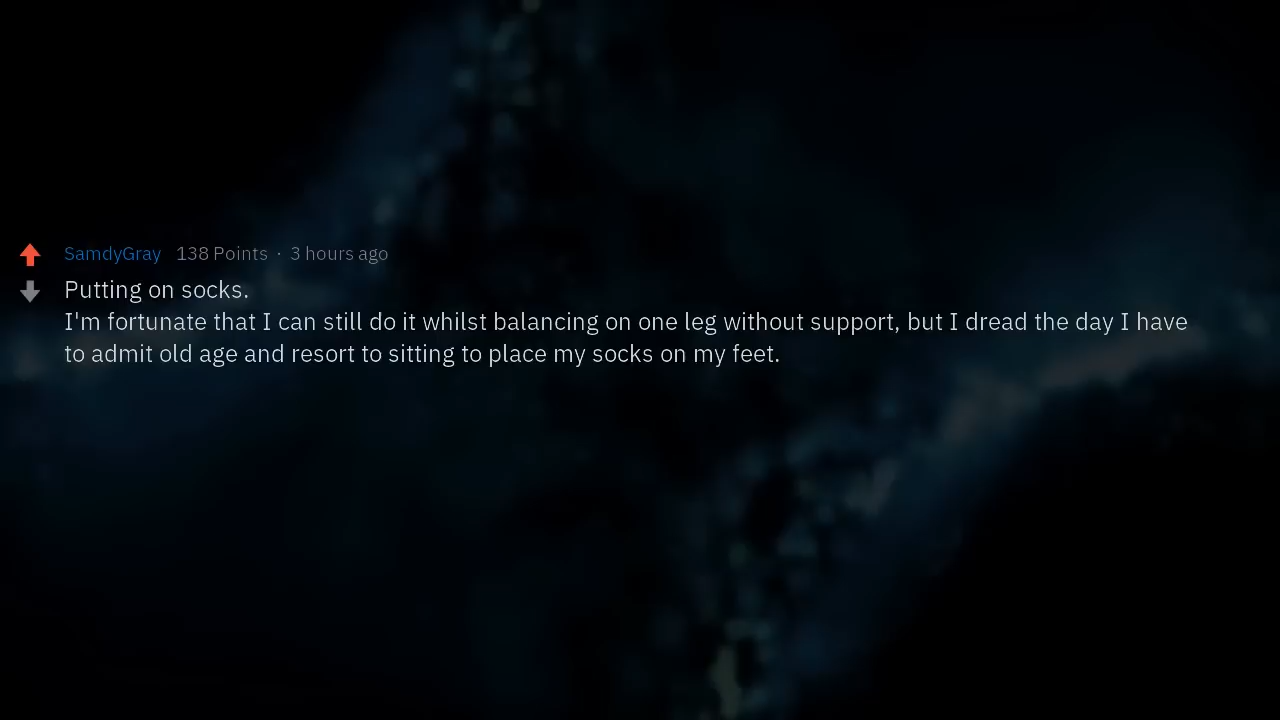 SamdyGray 138 Points · 3 hours ago
Putting on socks.
I'm fortunate that I can still do it whilst balancing on one leg without support, but I dread the day I have
to admit old age and resort to sitting to place my socks on my feet.